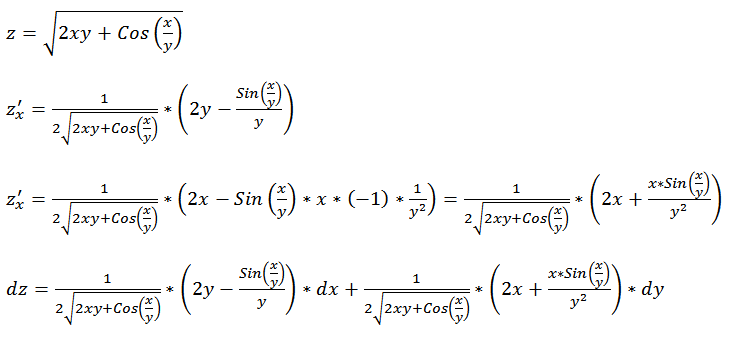 z = √(2xy + Cos(x/y))
z′ₓ = 1/(2√(2xy+Cos(x/y))) * (2y − Sin(x/y)/y)
z′ₓ = 1/(2√(2xy+Cos(x/y))) * (2x − Sin(x/y) * x * (−1) * 1/y²) = 1/(2√(2xy+Cos(x/y))) * (2x + x*Sin(x/y)/y²)
dz = 1/(2√(2xy+Cos(x/y))) * (2y − Sin(x/y)/y) * dx + 1/(2√(2xy+Cos(x/y))) * (2x + x*Sin(x/y)/y²) * dy